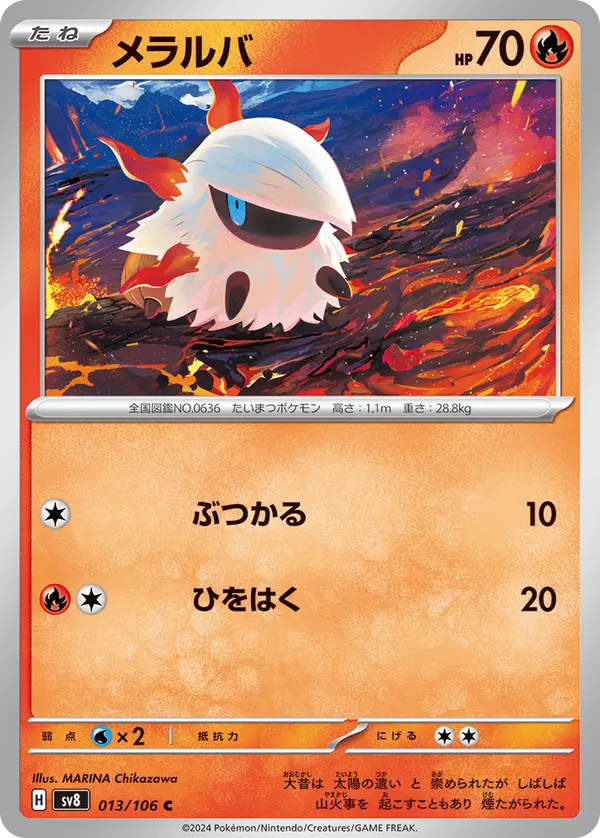 たね
メラルバ
HP70
全国図鑑NO.0636 たいまつポケモン 高さ:1.1m 重さ:28.8kg
ぶつかる 10
ひをはく 20
弱点 ×2 抵抗力 にげる
Illus. MARINA Chikazawa
H sv8 013/106 C
大昔は 太陽の遣い と 崇められたが しばしば
山火事を 起こすこともあり 煙たがられた。
©2024 Pokémon/Nintendo/Creatures/GAME FREAK.